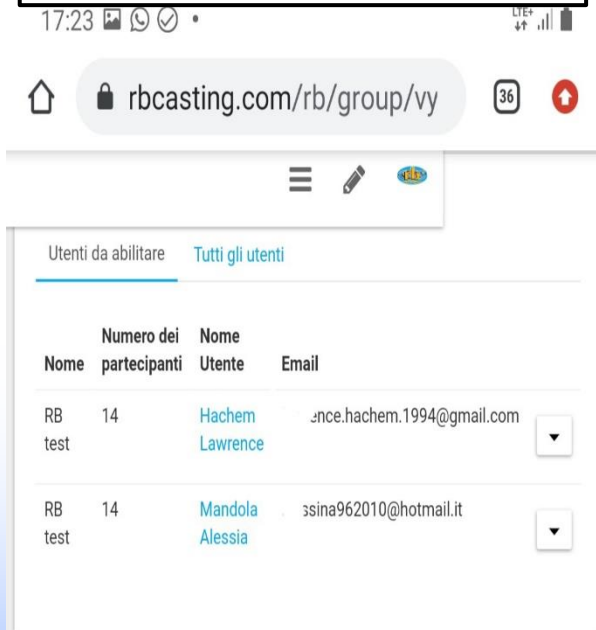 17:23
LTE+
rbcasting.com/rb/group/vy
36
Utenti da abilitare Tutti gli utenti
Numero dei Nome
Nome partecipanti Utente Email
RB 14 Hachem ence.hachem.1994@gmail.com
test Lawrence
RB 14 Mandola ssina962010@hotmail.it
test Alessia